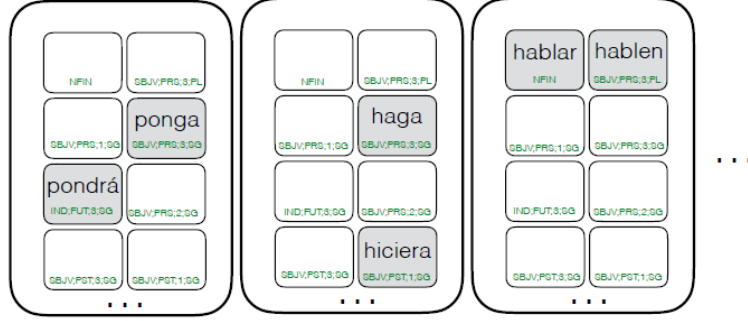 NFIN SBJV;PRS;3;PL
ponga
SBJV;PRS;1;SG SBJV;PRS;3;SG
pondrá
IND;FUT;3;SG SBJV;PRS;2;SG
SBJV;PST;3;SG SBJV;PST;1;SG
...
NFIN SBJV;PRS;3;PL
haga
SBJV;PRS;1;SG SBJV;PRS;3;SG
IND;FUT;3;SG SBJV;PRS;2;SG
hiciera
SBJV;PST;3;SG SBJV;PST;1;SG
...
hablar hablen
NFIN SBJV;PRS;3;PL
SBJV;PRS;1;SG SBJV;PRS;3;SG
IND;FUT;3;SG SBJV;PRS;2;SG
SBJV;PST;3;SG SBJV;PST;1;SG
...
...